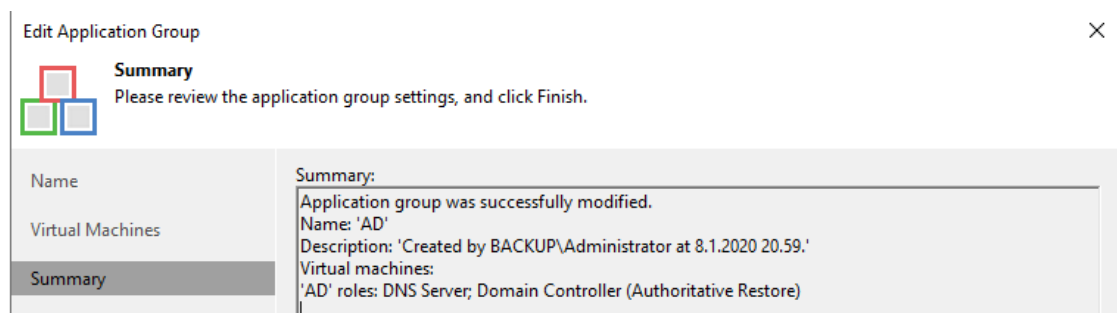 Edit Application Group
Summary
Please review the application group settings, and click Finish.
Name
Virtual Machines
Summary
Summary:
Application group was successfully modified.
Name: 'AD'
Description: 'Created by BACKUP\Administrator at 8.1.2020 20.59.'
Virtual machines:
'AD' roles: DNS Server; Domain Controller (Authoritative Restore)